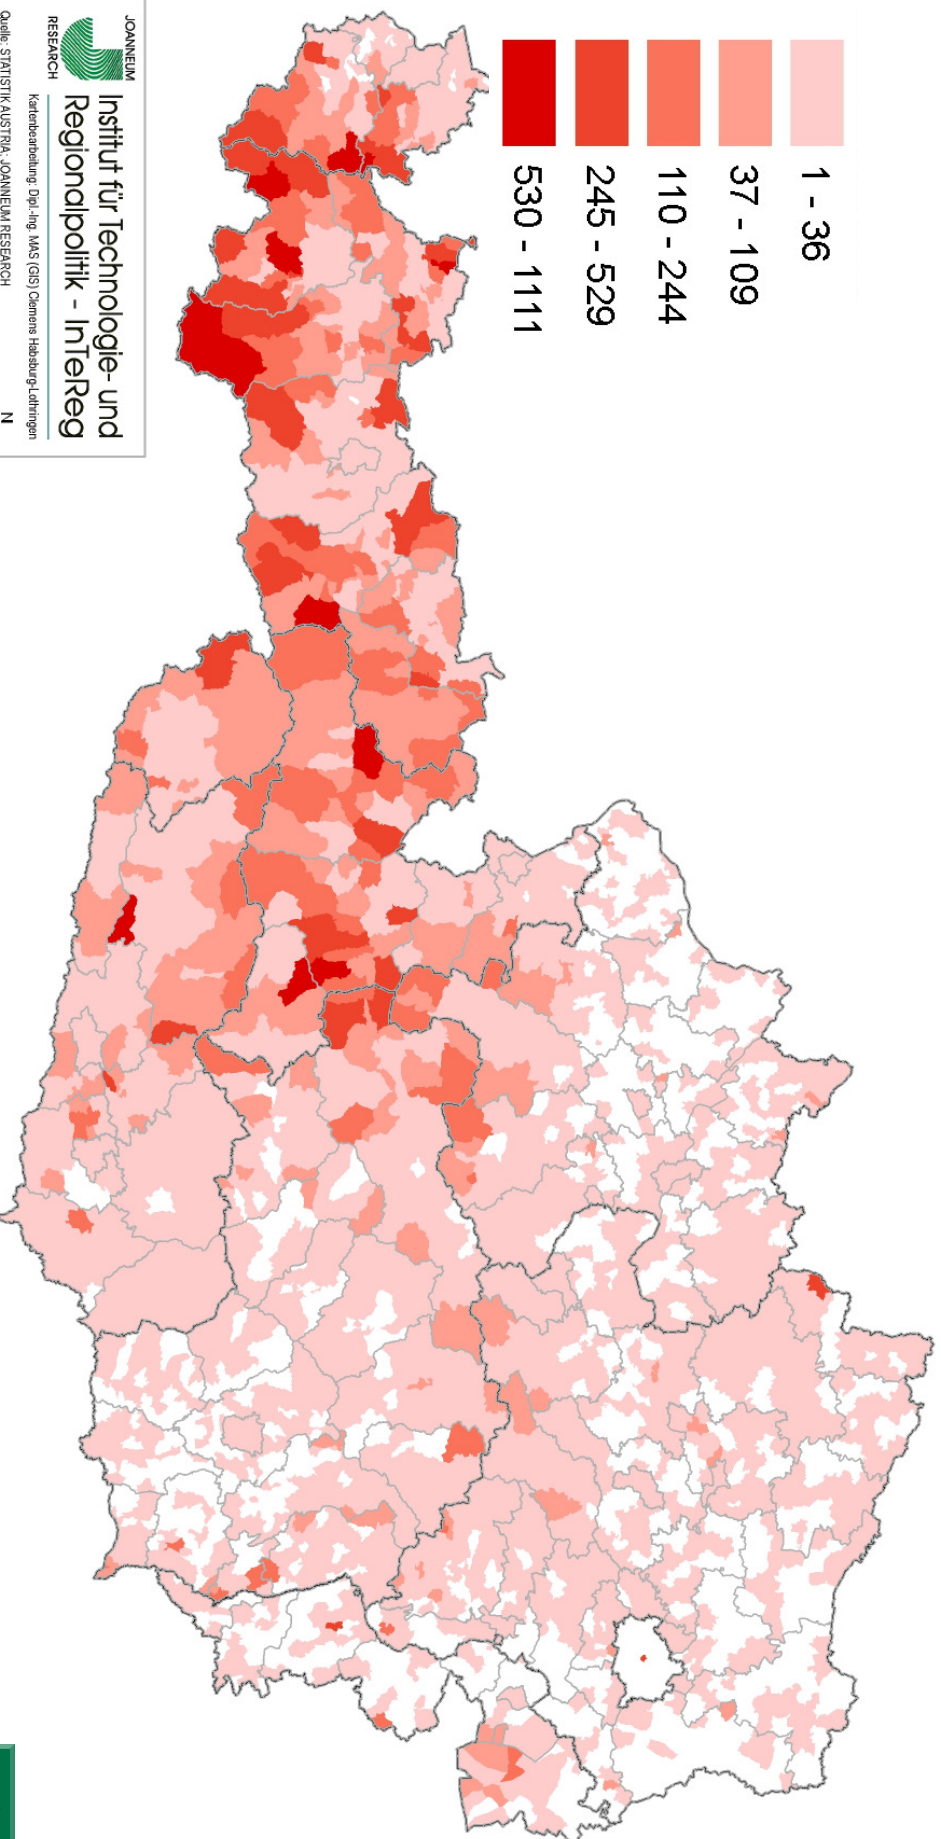 1 - 36
37 - 109
110 - 244
245 - 529
530 - 1111
JOANNEUM
RESEARCH
Institut für Technologie- und
Regionalpolitik - InTeReg
Kartenbearbeitung: Dipl.-Ing. MAS (GIS) Clemens Habsburg-Lothringen
Quelle: STATISTIK AUSTRIA; JOANNEUM RESEARCH
N